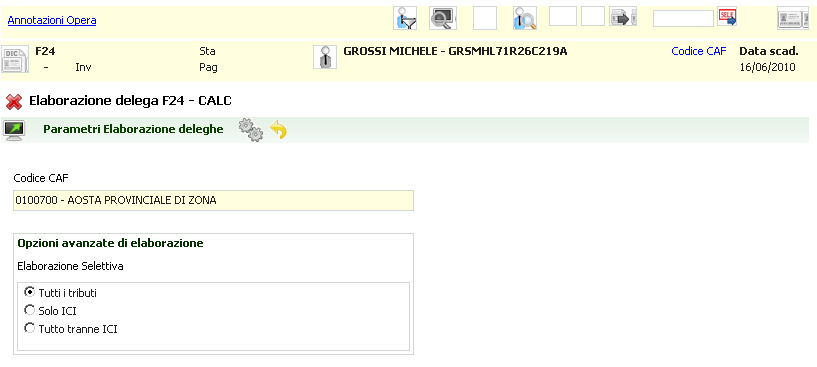 Annotazioni Opera
SELE
DIC
F24 Sta GROSSI MICHELE - GRSMHL71R26C219A Codice CAF Data scad.
- Inv Pag 16/06/2010
Elaborazione delega F24 - CALC
Parametri Elaborazione deleghe
Codice CAF
0100700 - AOSTA PROVINCIALE DI ZONA
Opzioni avanzate di elaborazione
Elaborazione Selettiva
Tutti i tributi
Solo ICI
Tutto tranne ICI